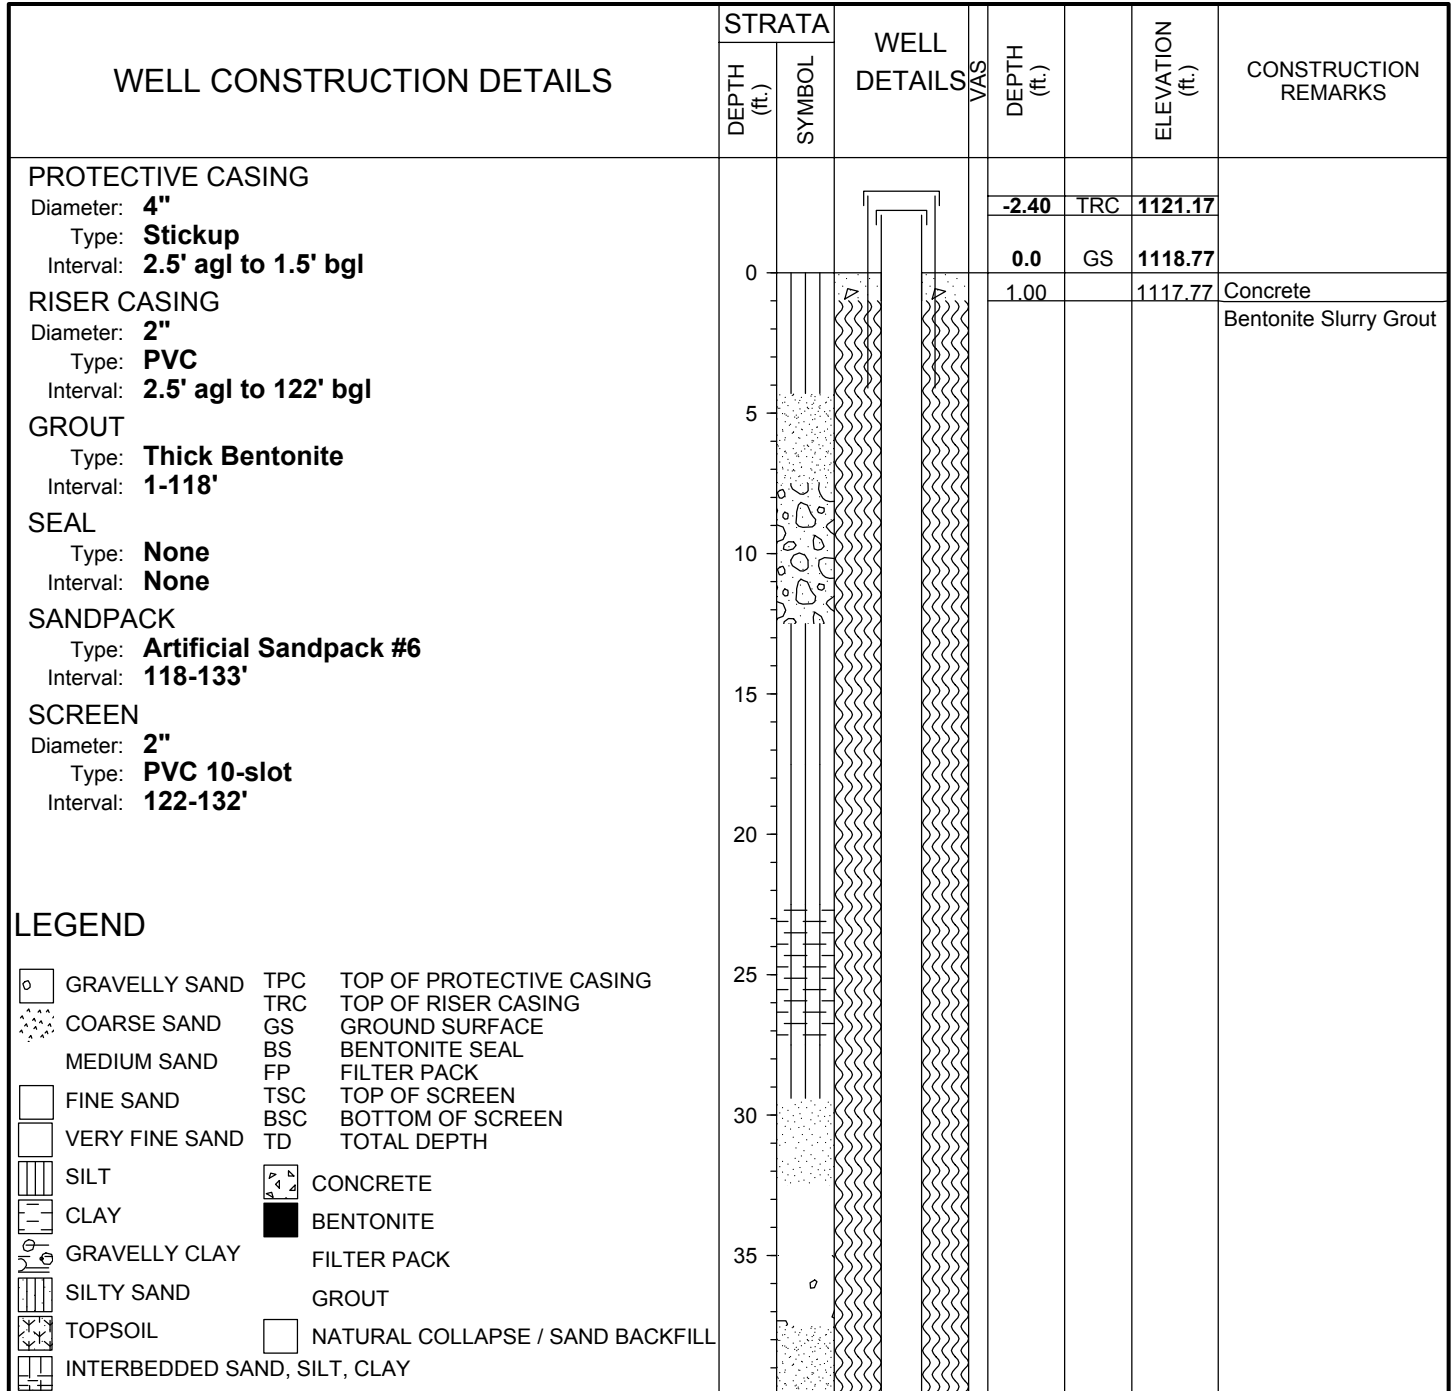 WELL CONSTRUCTION DETAILS
STRATA
DEPTH
(ft.)
SYMBOL
WELL
DETAILS
VAS
DEPTH
(ft.)
ELEVATION
(ft.)
CONSTRUCTION
REMARKS
PROTECTIVE CASING
Diameter: 4"
Type: Stickup
Interval: 2.5' agl to 1.5' bgl
RISER CASING
Diameter: 2"
Type: PVC
Interval: 2.5' agl to 122' bgl
GROUT
Type: Thick Bentonite
Interval: 1-118'
SEAL
Type: None
Interval: None
SANDPACK
Type: Artificial Sandpack #6
Interval: 118-133'
SCREEN
Diameter: 2"
Type: PVC 10-slot
Interval: 122-132'
LEGEND
GRAVELLY SAND
COARSE SAND
MEDIUM SAND
FINE SAND
VERY FINE SAND
SILT
CLAY
GRAVELLY CLAY
SILTY SAND
TOPSOIL
INTERBEDDED SAND, SILT, CLAY
TPC TOP OF PROTECTIVE CASING
TRC TOP OF RISER CASING
GS GROUND SURFACE
BS BENTONITE SEAL
FP FILTER PACK
TSC TOP OF SCREEN
BSC BOTTOM OF SCREEN
TD TOTAL DEPTH
CONCRETE
BENTONITE
FILTER PACK
GROUT
NATURAL COLLAPSE / SAND BACKFILL
0
5
10
15
20
25
30
35
-2.40 TRC 1121.17
0.0 GS 1118.77
1.00 1117.77 Concrete
Bentonite Slurry Grout